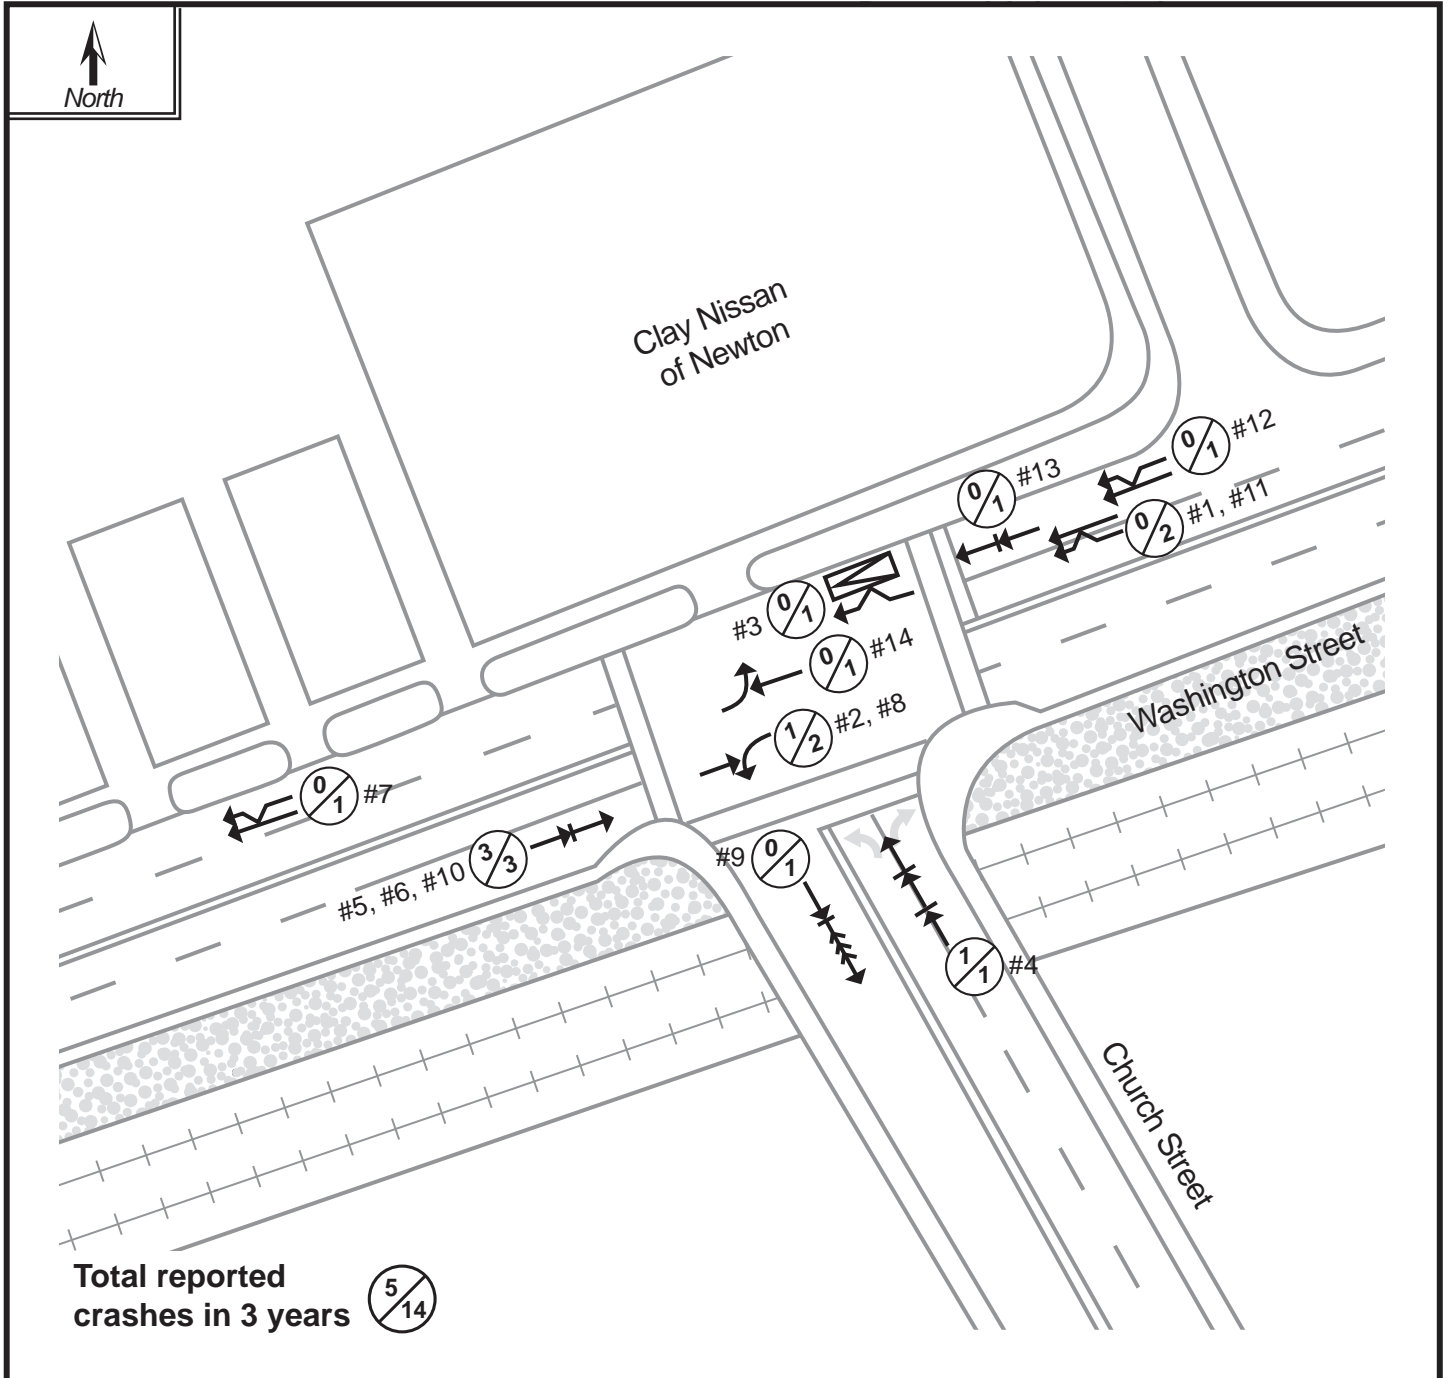 North
Clay Nissan
of Newton
0/1 #12
0/1 #13
0/2 #1, #11
#3 0/1
0/1 #14
1/2 #2, #8
Washington Street
0/1 #7
#5, #6, #10 3/3
#9 0/1
1/1 #4
Church Street
Total reported
crashes in 3 years 5/14